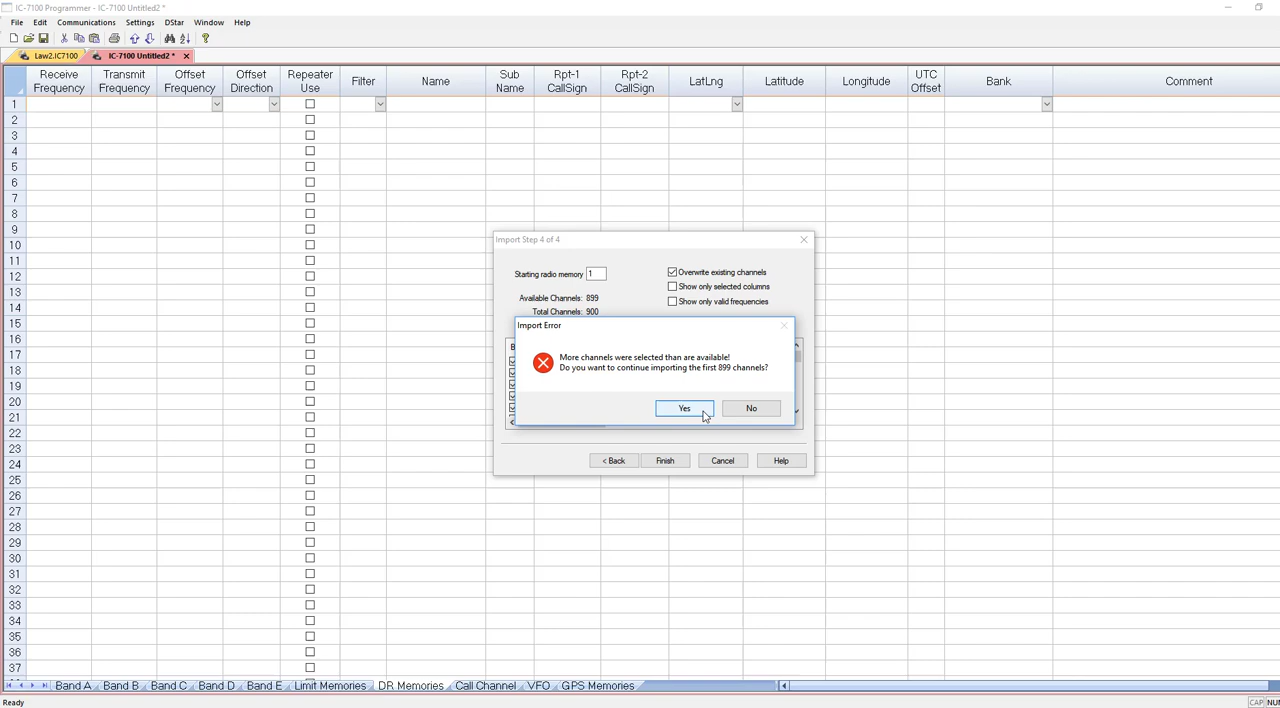 IC-7100 Programmer - IC-7100 Untitled2 *
File Edit Communications Settings DStar Window Help
Law2.IC7100 IC-7100 Untitled2 *
Receive Frequency Transmit Frequency Offset Frequency Offset Direction Repeater Use Filter Name Sub Name Rpt-1 CallSign Rpt-2 CallSign LatLng Latitude Longitude UTC Offset Bank Comment
1
2
3
4
5
6
7
8
9
10
11
12
13
14
15
16
17
18
19
20
21
22
23
24
25
26
27
28
29
30
31
32
33
34
35
36
37
Import Step 4 of 4
Starting radio memory 1
Overwrite existing channels
Show only selected columns
Available Channels: 899
Show only valid frequencies
Total Channels: 900
Import Error
More channels were selected than are available!
Do you want to continue importing the first 899 channels?
Yes No
< Back Finish Cancel Help
Band A Band B Band C Band D Band E Limit Memories DR Memories Call Channel VFO GPS Memories
Ready CAP NUM